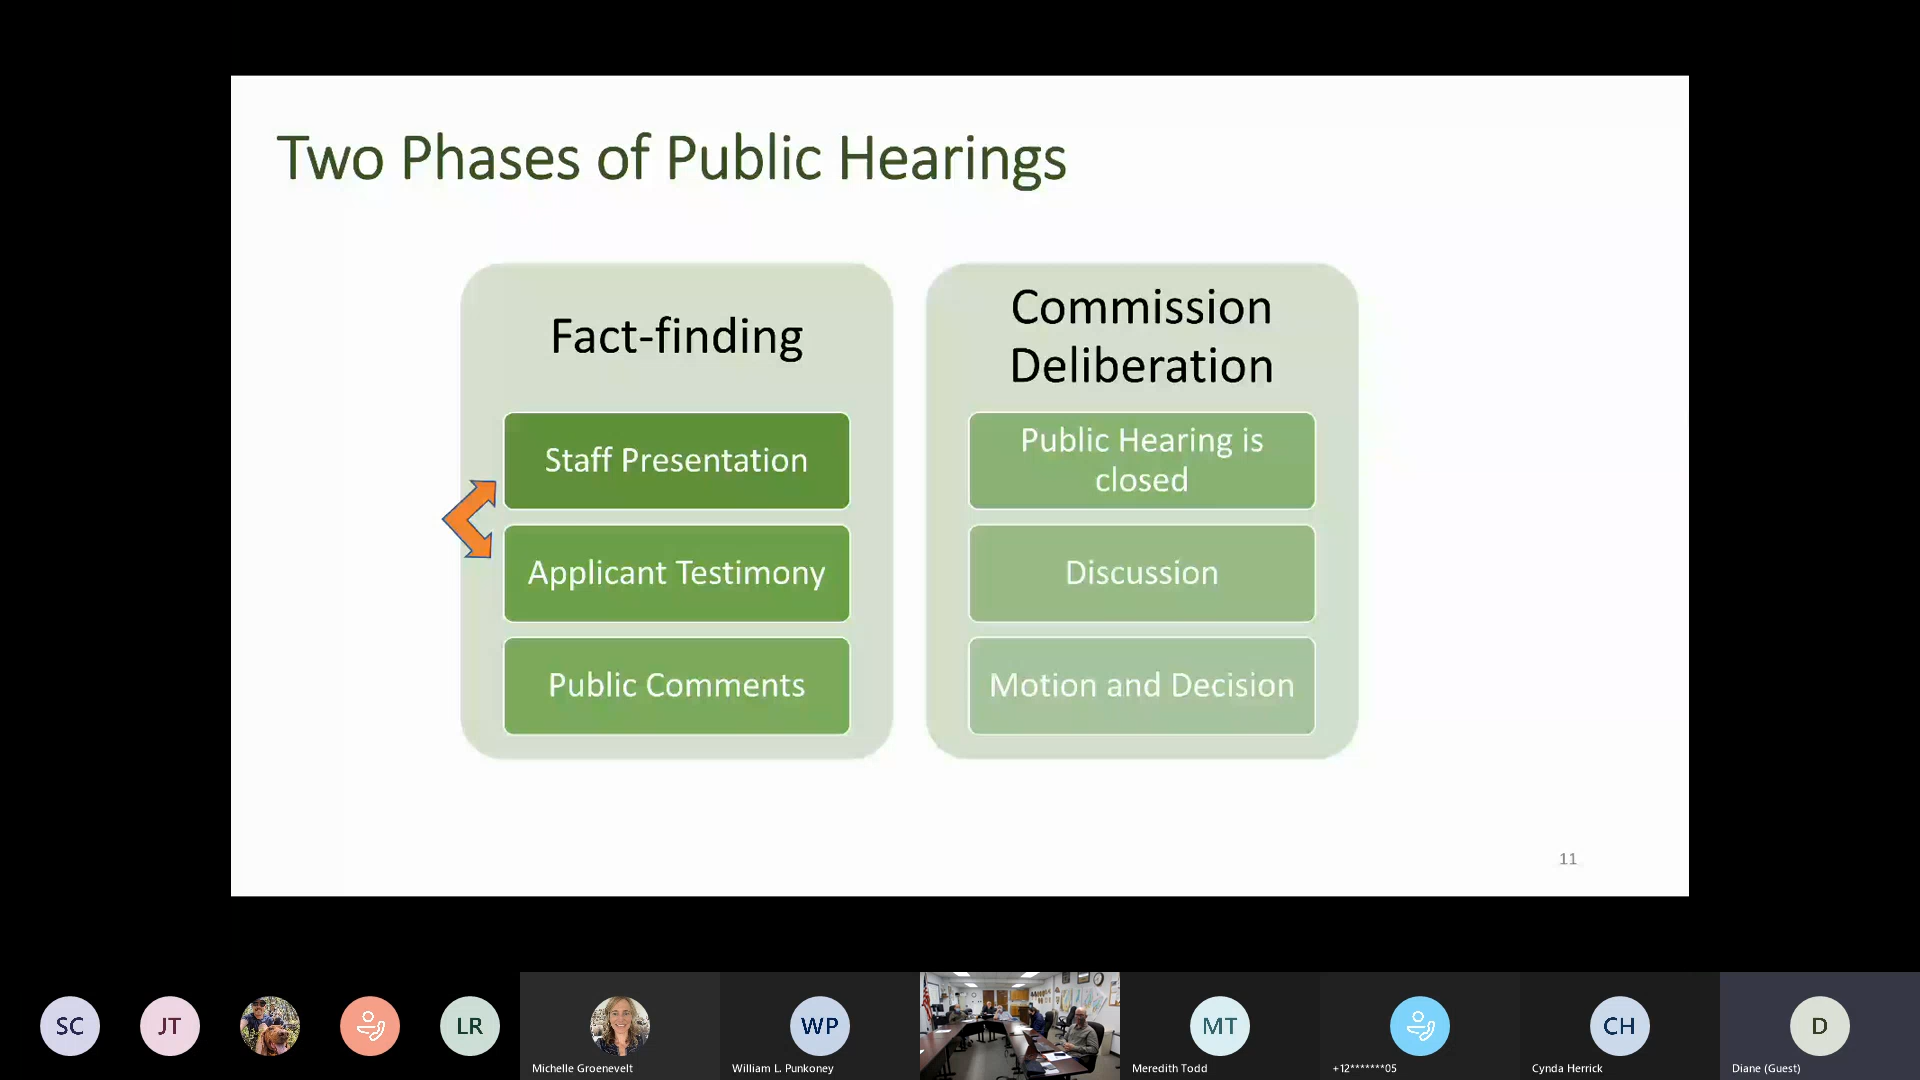 Two Phases of Public Hearings
Fact-finding
Staff Presentation
Applicant Testimony
Public Comments
Commission
Deliberation
Public Hearing is
closed
Discussion
Motion and Decision
11
SC
JT
LR
Michelle Groenevelt
WP
William L. Punkoney
MT
Meredith Todd
+12*******05
CH
Cynda Herrick
D
Diane (Guest)